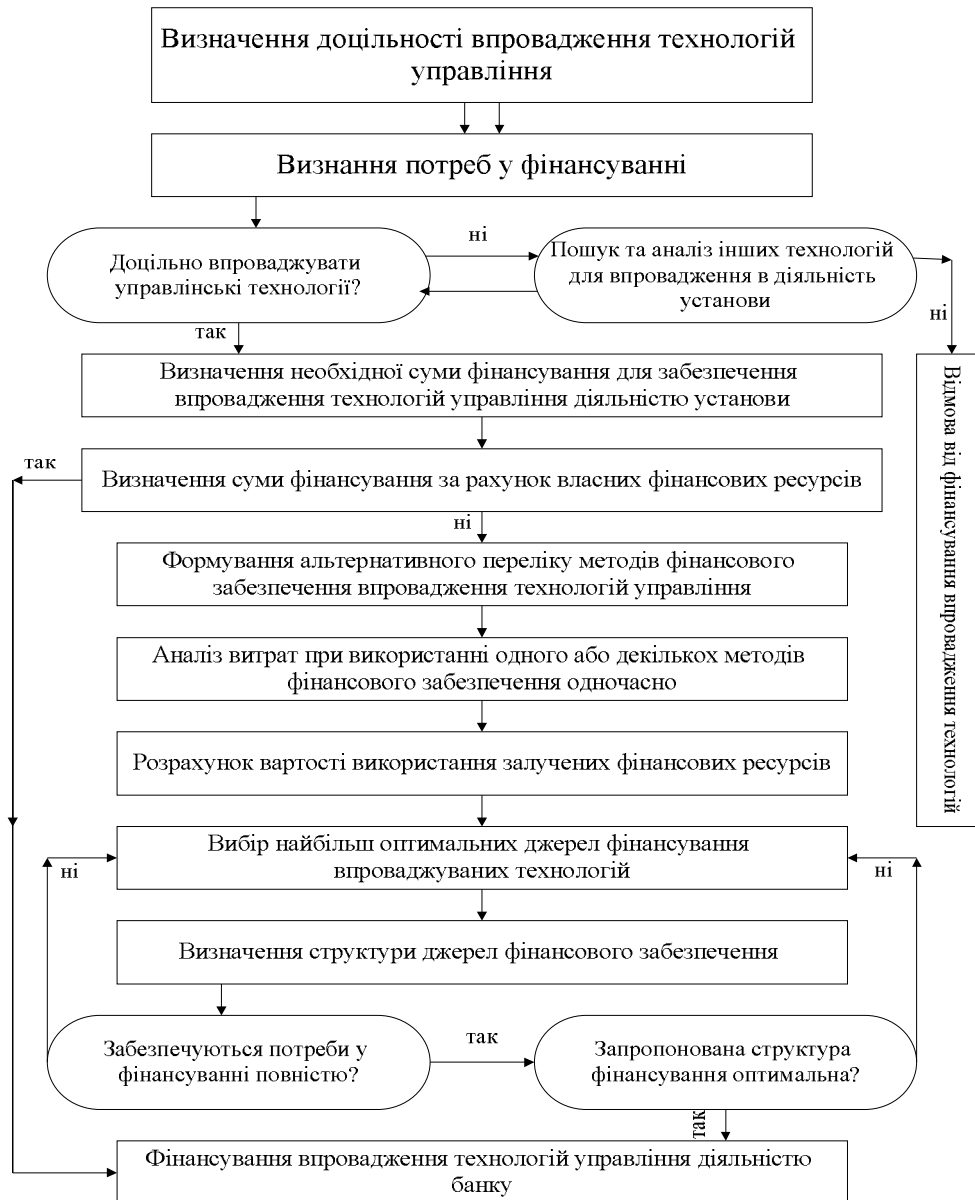 Визначення доцільності впровадження технологій
управління
Визнання потреб у фінансуванні
ні
Доцільно впроваджувати
управлінські технології?
Пошук та аналіз інших технологій
для впровадження в діяльність
установи
так
ні
Визначення необхідної суми фінансування для забезпечення
впровадження технологій управління діяльністю установи
Відмова від фінансування впровадження технологій
так
Визначення суми фінансування за рахунок власних фінансових ресурсів
ні
Формування альтернативного переліку методів фінансового
забезпечення впровадження технологій управління
Аналіз витрат при використанні одного або декількох методів
фінансового забезпечення одночасно
Розрахунок вартості використання залучених фінансових ресурсів
Вибір найбільш оптимальних джерел фінансування
впроваджуваних технологій
ні
ні
Визначення структури джерел фінансового забезпечення
Забезпечуються потреби у
фінансуванні повністю?
так
Запропонована структура
фінансування оптимальна?
так
Фінансування впровадження технологій управління діяльністю
банку